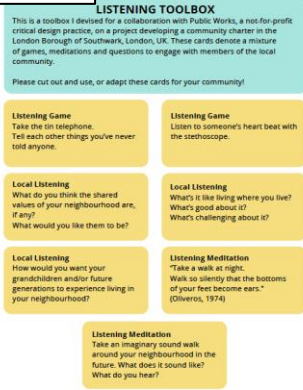 LISTENING TOOLBOX
This is a toolbox I devised for a collaboration with Public Works, a not-for-profit
critical design practice, on a project developing a community charter in the
London Borough of Southwark, London, UK. These cards denote a mixture
of games, meditations and questions to engage with members of the local
community.
Please cut out and use, or adapt these cards for your community!
Listening Game
Take the tin telephone.
Tell each other things you've never
told anyone.
Listening Game
Listen to someone's heart beat with
the stethoscope.
Local Listening
What do you think the shared
values of your neighbourhood are,
if any?
What would you like them to be?
Local Listening
What's it like living where you live?
What's good about it?
What's challenging about it?
Local Listening
How would you want your
grandchildren and/or future
generations to experience living in
your neighbourhood?
Listening Meditation
"Take a walk at night.
Walk so silently that the bottoms
of your feet become ears."
(Oliveros, 1974)
Listening Meditation
Take an imaginary sound walk
around your neighbourhood in the
future. What does it sound like?
What do you hear?